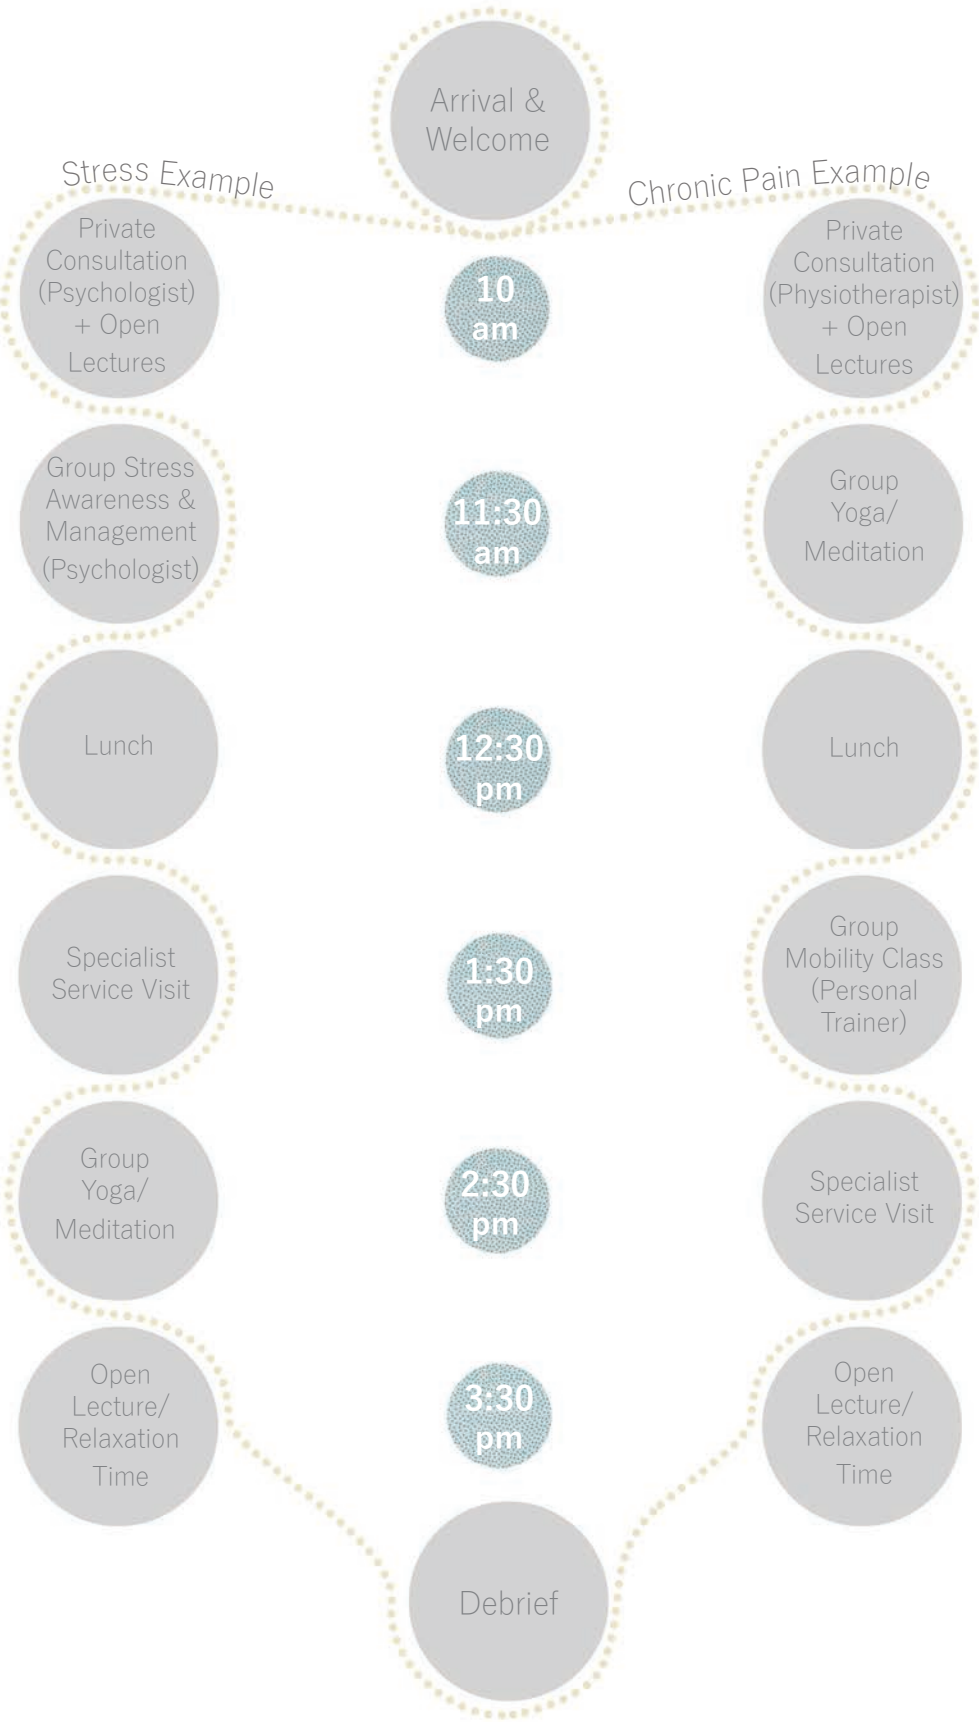 Arrival &
Welcome
Stress Example
Chronic Pain Example
Private
Consultation
(Psychologist)
+ Open
Lectures
10
am
Private
Consultation
(Physiotherapist)
+ Open
Lectures
Group Stress
Awareness &
Management
(Psychologist)
11:30
am
Group
Yoga/
Meditation
Lunch
12:30
pm
Lunch
Specialist
Service Visit
1:30
pm
Group
Mobility Class
(Personal
Trainer)
Group
Yoga/
Meditation
2:30
pm
Specialist
Service Visit
Open
Lecture/
Relaxation
Time
3:30
pm
Open
Lecture/
Relaxation
Time
Debrief